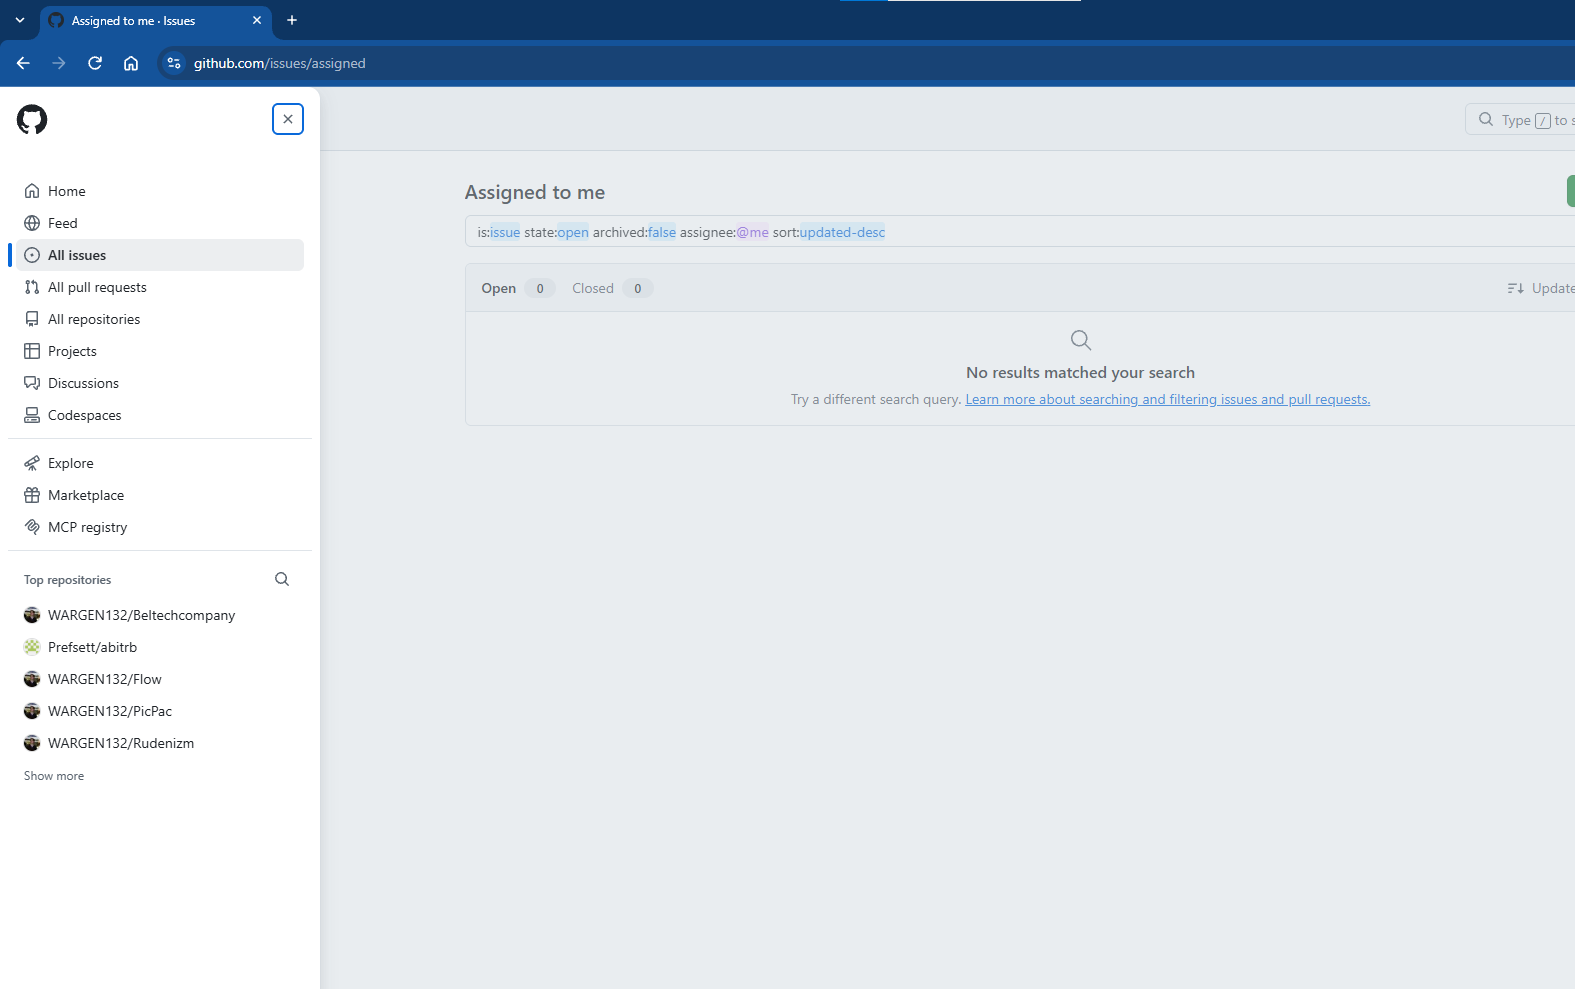 Assigned to me · Issues
github.com/issues/assigned
Type / to s
Home
Feed
All issues
All pull requests
All repositories
Projects
Discussions
Codespaces
Explore
Marketplace
MCP registry
Top repositories
WARGEN132/Beltechcompany
Prefsett/abitrb
WARGEN132/Flow
WARGEN132/PicPac
WARGEN132/Rudenizm
Show more
Assigned to me
is:issue state:open archived:false assignee:@me sort:updated-desc
Open 0 Closed 0 Update
No results matched your search
Try a different search query. Learn more about searching and filtering issues and pull requests.